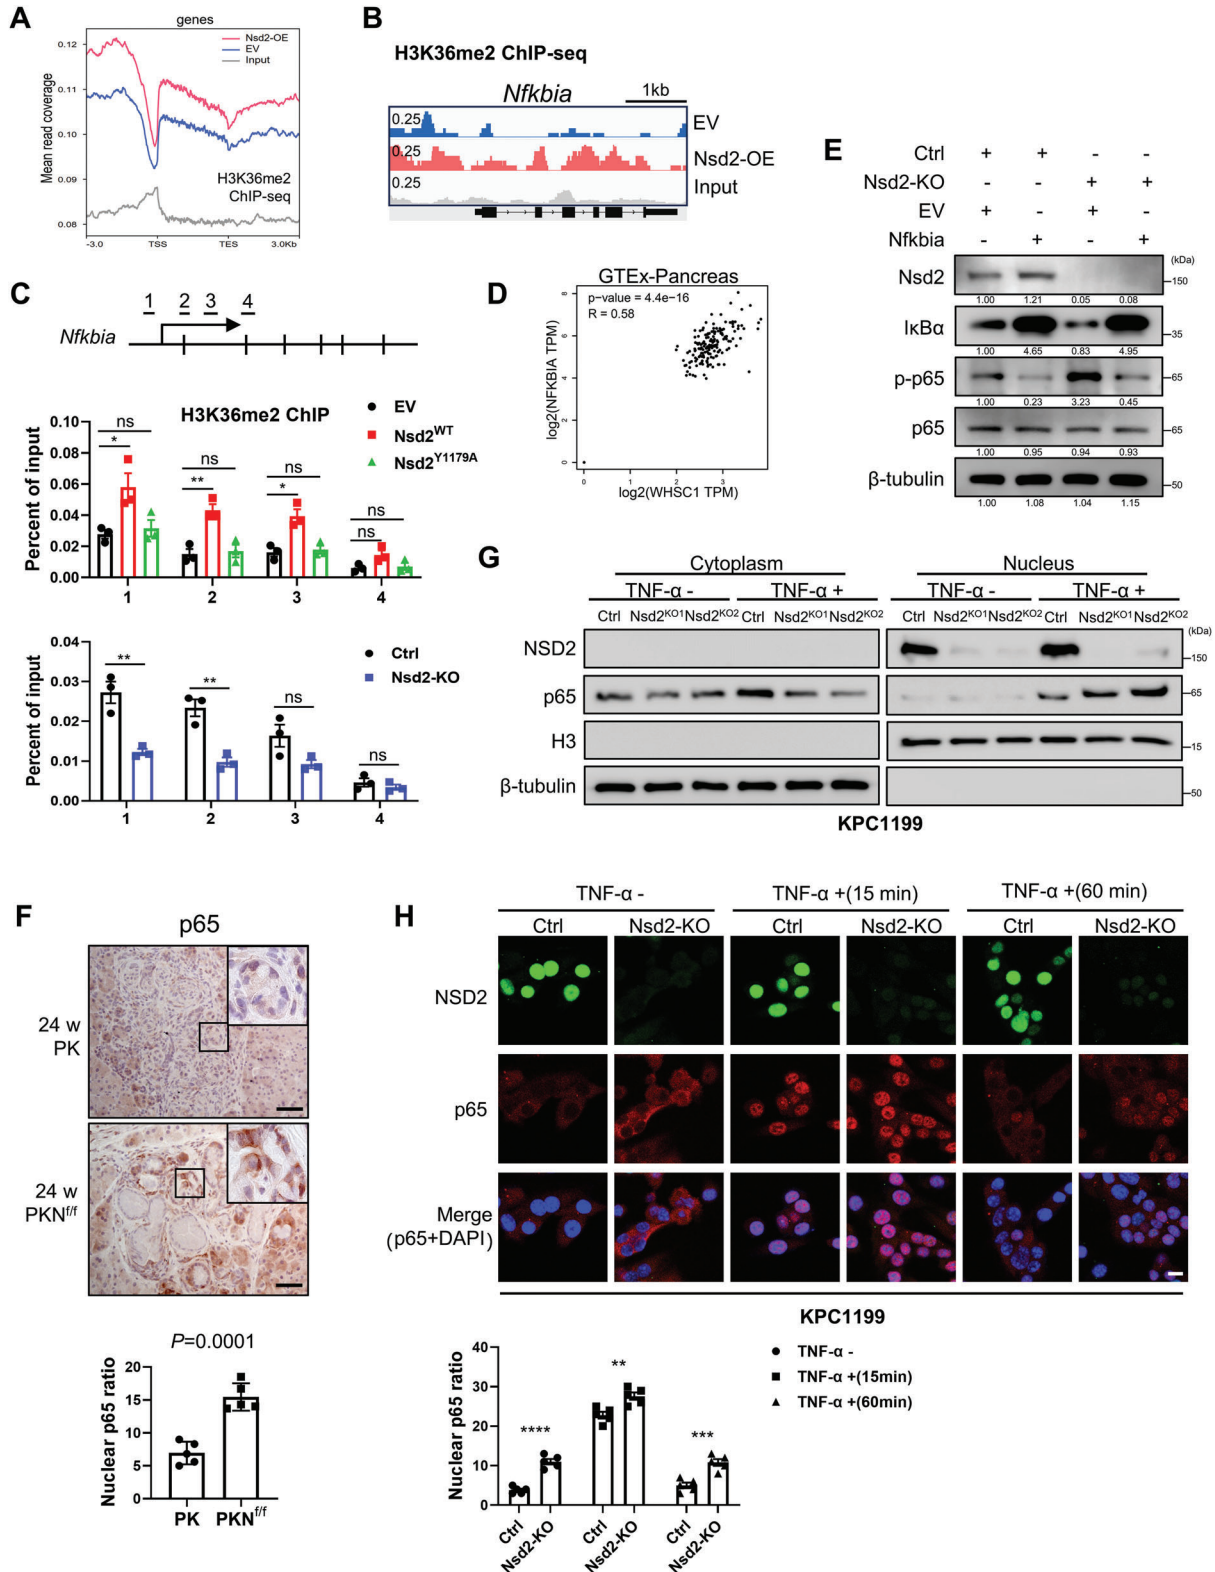 A
genes
Nsd2-OE
EV
Input
0.12
0.11
0.10
0.09
0.08
Mean read coverage
H3K36me2
ChIP-seq
-3.0
TSS
TES
3.0Kb
B
H3K36me2 ChIP-seq
Nfkbia
1kb
0.25
EV
0.25
Nsd2-OE
0.25
Input
C
1 2 3 4
Nfkbia
H3K36me2 ChIP
EV
Nsd2WT
Nsd2Y1179A
Percent of input
0.10
0.08
0.06
0.04
0.02
0.00
ns
*
ns
**
ns
*
ns
ns
1 2 3 4
Ctrl
Nsd2-KO
Percent of input
0.04
0.03
0.02
0.01
0.00
**
**
ns
ns
1 2 3 4
D
GTEx-Pancreas
p-value = 4.4e−16
R = 0.58
log2(NFKBIA TPM)
8
6
4
2
0
0 1 2 3
log2(WHSC1 TPM)
E
Ctrl + + - -
Nsd2-KO - - + +
EV + - + -
Nfkbia - + - +
(kDa)
Nsd2
150
1.00 1.21 0.05 0.08
IκBα
35
1.00 4.65 0.83 4.95
p-p65
65
1.00 0.23 3.23 0.45
p65
65
1.00 0.95 0.94 0.93
β-tubulin
50
1.00 1.08 1.04 1.15
G
Cytoplasm Nucleus
TNF-α - TNF-α + TNF-α - TNF-α +
Ctrl Nsd2KO1 Nsd2KO2 Ctrl Nsd2KO1 Nsd2KO2 Ctrl Nsd2KO1 Nsd2KO2 Ctrl Nsd2KO1 Nsd2KO2
(kDa)
NSD2
150
p65
65
H3
15
β-tubulin
50
KPC1199
F
p65
24 w
PK
24 w
PKNf/f
P=0.0001
Nuclear p65 ratio
20
15
10
5
0
PK PKNf/f
H
TNF-α - TNF-α +(15 min) TNF-α +(60 min)
Ctrl Nsd2-KO Ctrl Nsd2-KO Ctrl Nsd2-KO
NSD2
p65
Merge
(p65+DAPI)
KPC1199
Nuclear p65 ratio
40
30
20
10
0
****
**
***
TNF-α -
TNF-α +(15min)
TNF-α +(60min)
Ctrl Nsd2-KO Ctrl Nsd2-KO Ctrl Nsd2-KO